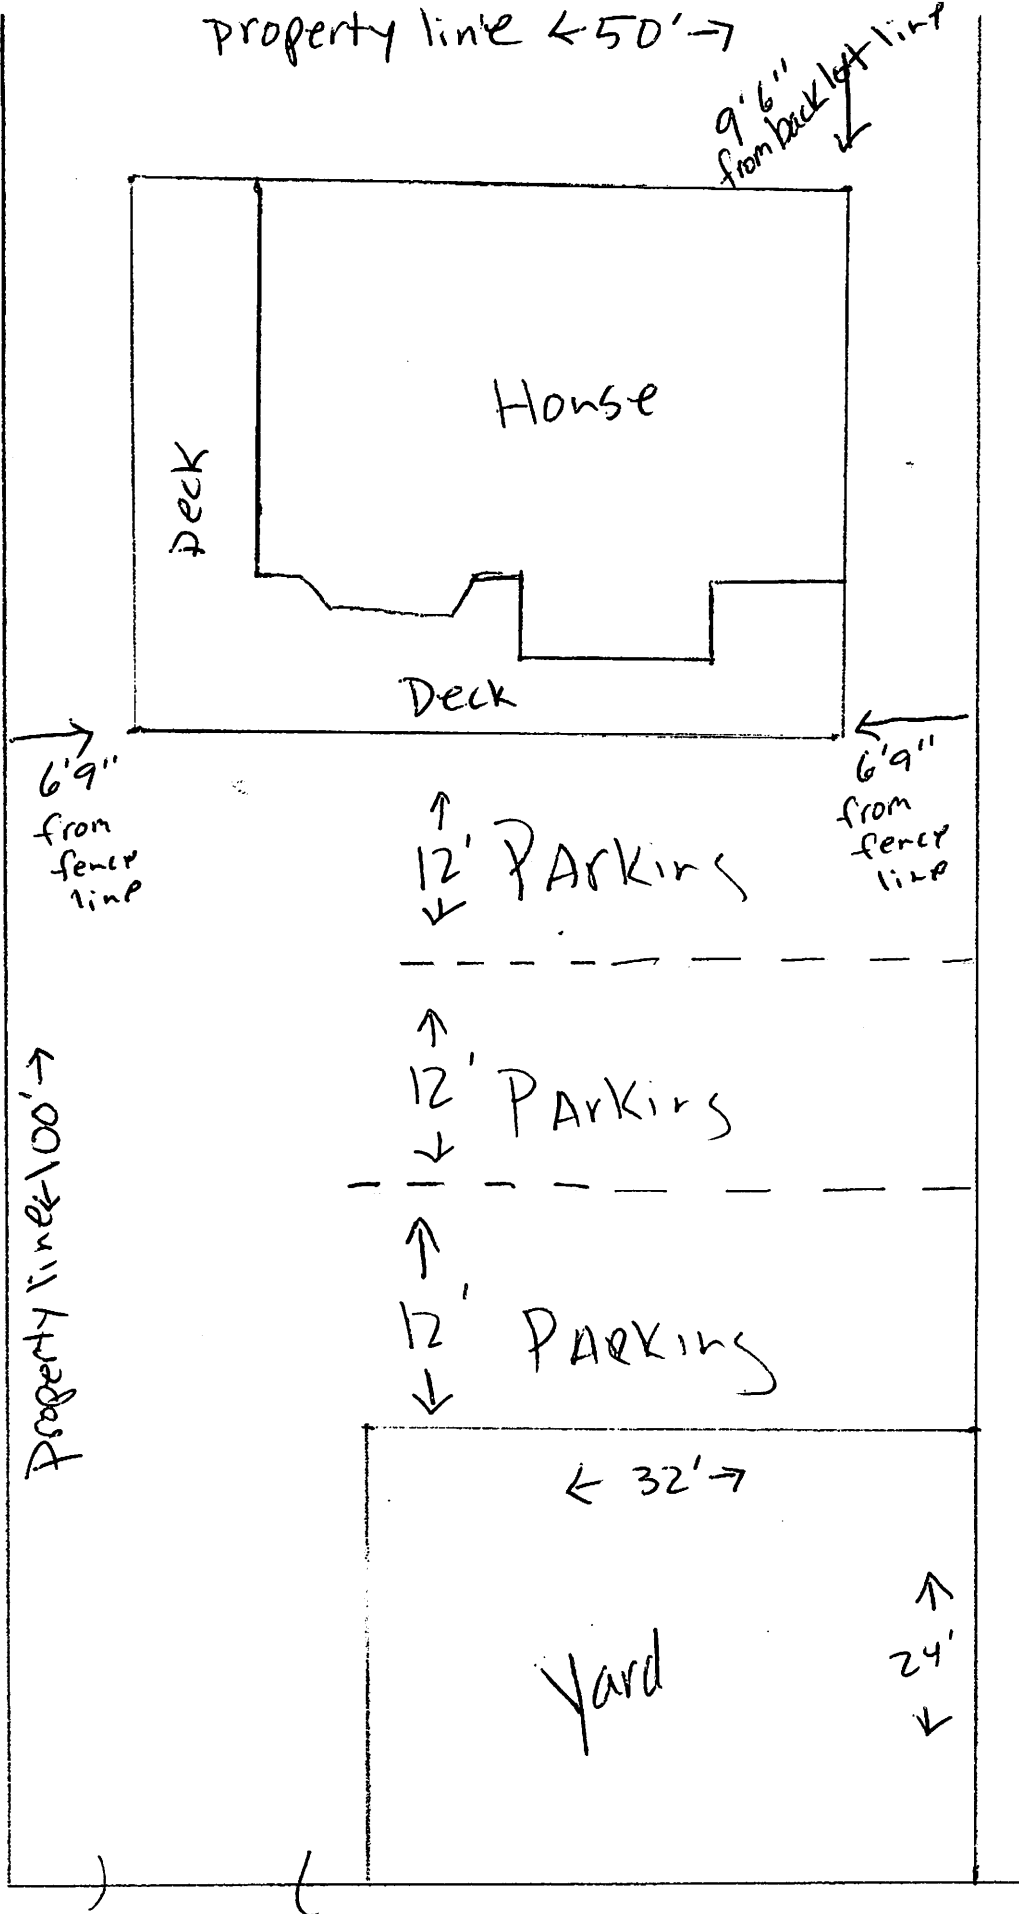 property line ←50'→
9'6"
from back lot line
House
Deck
Deck
6'9"
from
fence
line
6'9"
from
fence
line
12' Parking
12' Parking
Property line ←100'→
12' Parking
← 32' →
24'
Yard